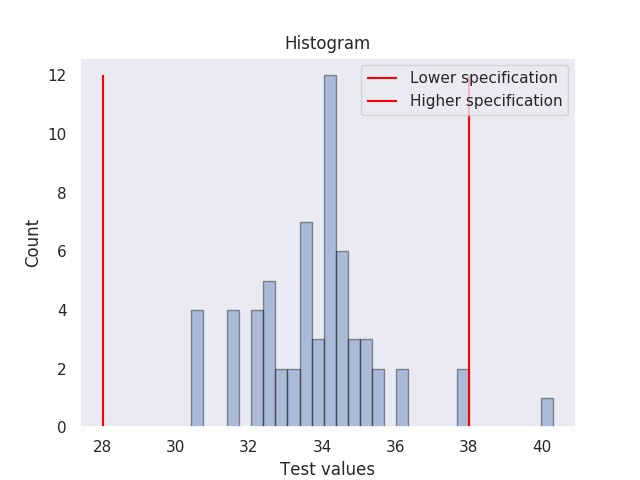 Histogram
Lower specification
Higher specification
12
10
8
6
4
2
0
Count
28 30 32 34 36 38 40
Test values